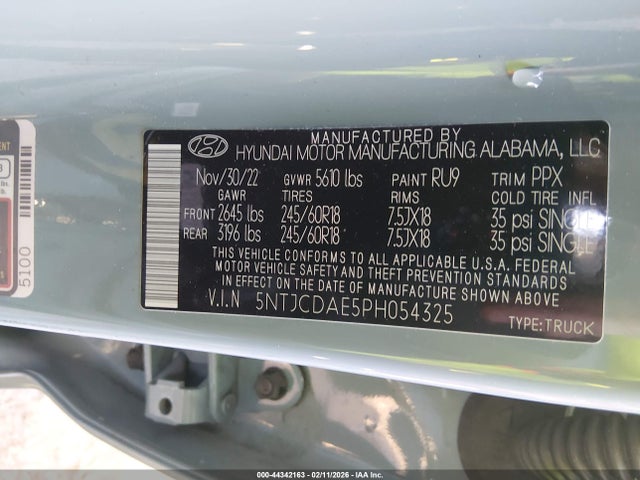 MANUFACTURED BY
HYUNDAI MOTOR MANUFACTURING ALABAMA, LLC
Nov/30/22 GVWR 5610 lbs PAINT RU9 TRIM PPX
GAWR TIRES RIMS COLD TIRE INFL
FRONT 2645 lbs 245/60R18 7.5JX18 35 psi SINGLE
REAR 3196 lbs 245/60R18 7.5JX18 35 psi SINGLE
THIS VEHICLE CONFORMS TO ALL APPLICABLE U.S.A. FEDERAL
MOTOR VEHICLE SAFETY AND THEFT PREVENTION STANDARDS
IN EFFECT ON THE DATE OF MANUFACTURE SHOWN ABOVE
V.I.N 5NTJCDAE5PH054325
TYPE:TRUCK
5100
000-44342163 - 02/11/2026 - IAA Inc.